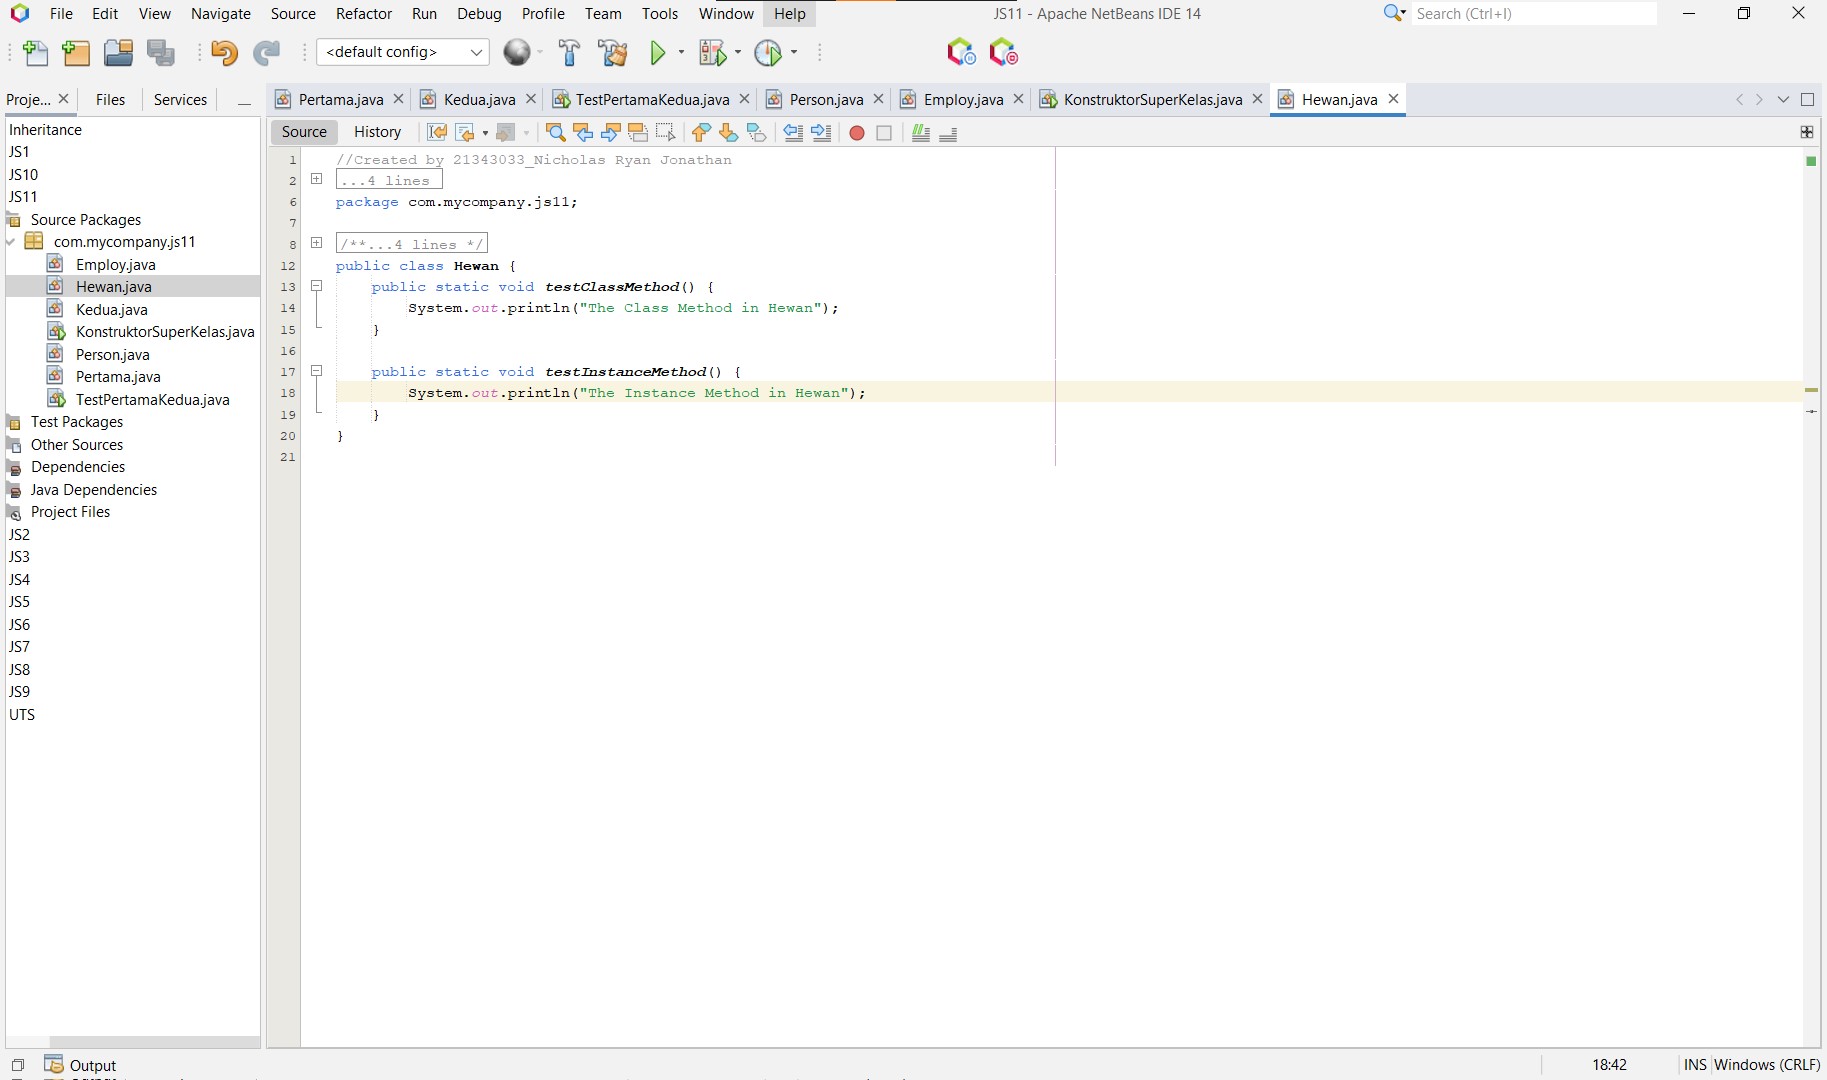 File Edit View Navigate Source Refactor Run Debug Profile Team Tools Window Help
JS11 - Apache NetBeans IDE 14
Search (Ctrl+I)
<default config>
Proje... Files Services
Pertama.java Kedua.java TestPertamaKedua.java Person.java Employ.java KonstruktorSuperKelas.java Hewan.java
Source History
Inheritance
JS1
JS10
JS11
Source Packages
com.mycompany.js11
Employ.java
Hewan.java
Kedua.java
KonstruktorSuperKelas.java
Person.java
Pertama.java
TestPertamaKedua.java
Test Packages
Other Sources
Dependencies
Java Dependencies
Project Files
JS2
JS3
JS4
JS5
JS6
JS7
JS8
JS9
UTS
1 //Created by 21343033_Nicholas Ryan Jonathan
2 ...4 lines
6 package com.mycompany.js11;
7
8 /**...4 lines */
12 public class Hewan {
13 public static void testClassMethod() {
14 System.out.println("The Class Method in Hewan");
15 }
16
17 public static void testInstanceMethod() {
18 System.out.println("The Instance Method in Hewan");
19 }
20 }
21
Output
18:42 INS Windows (CRLF)